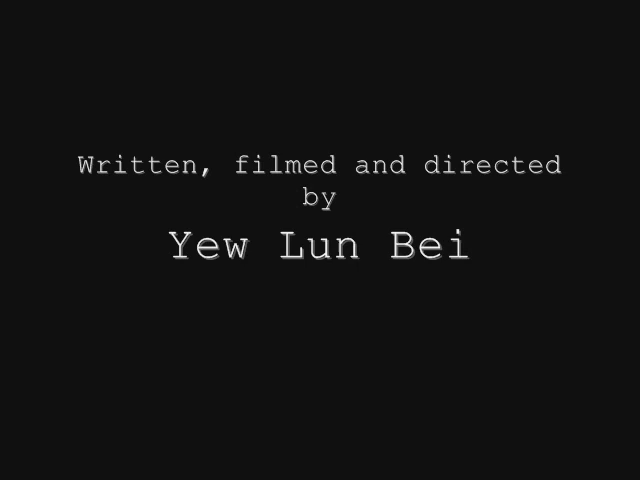 Written, filmed and directed
by
Yew Lun Bei